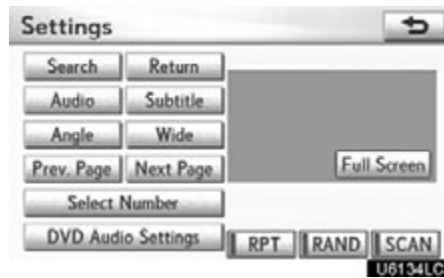 Settings
Search Return
Audio Subtitle
Angle Wide
Prev. Page Next Page Full Screen
Select Number
DVD Audio Settings RPT RAND SCAN
U6134LC